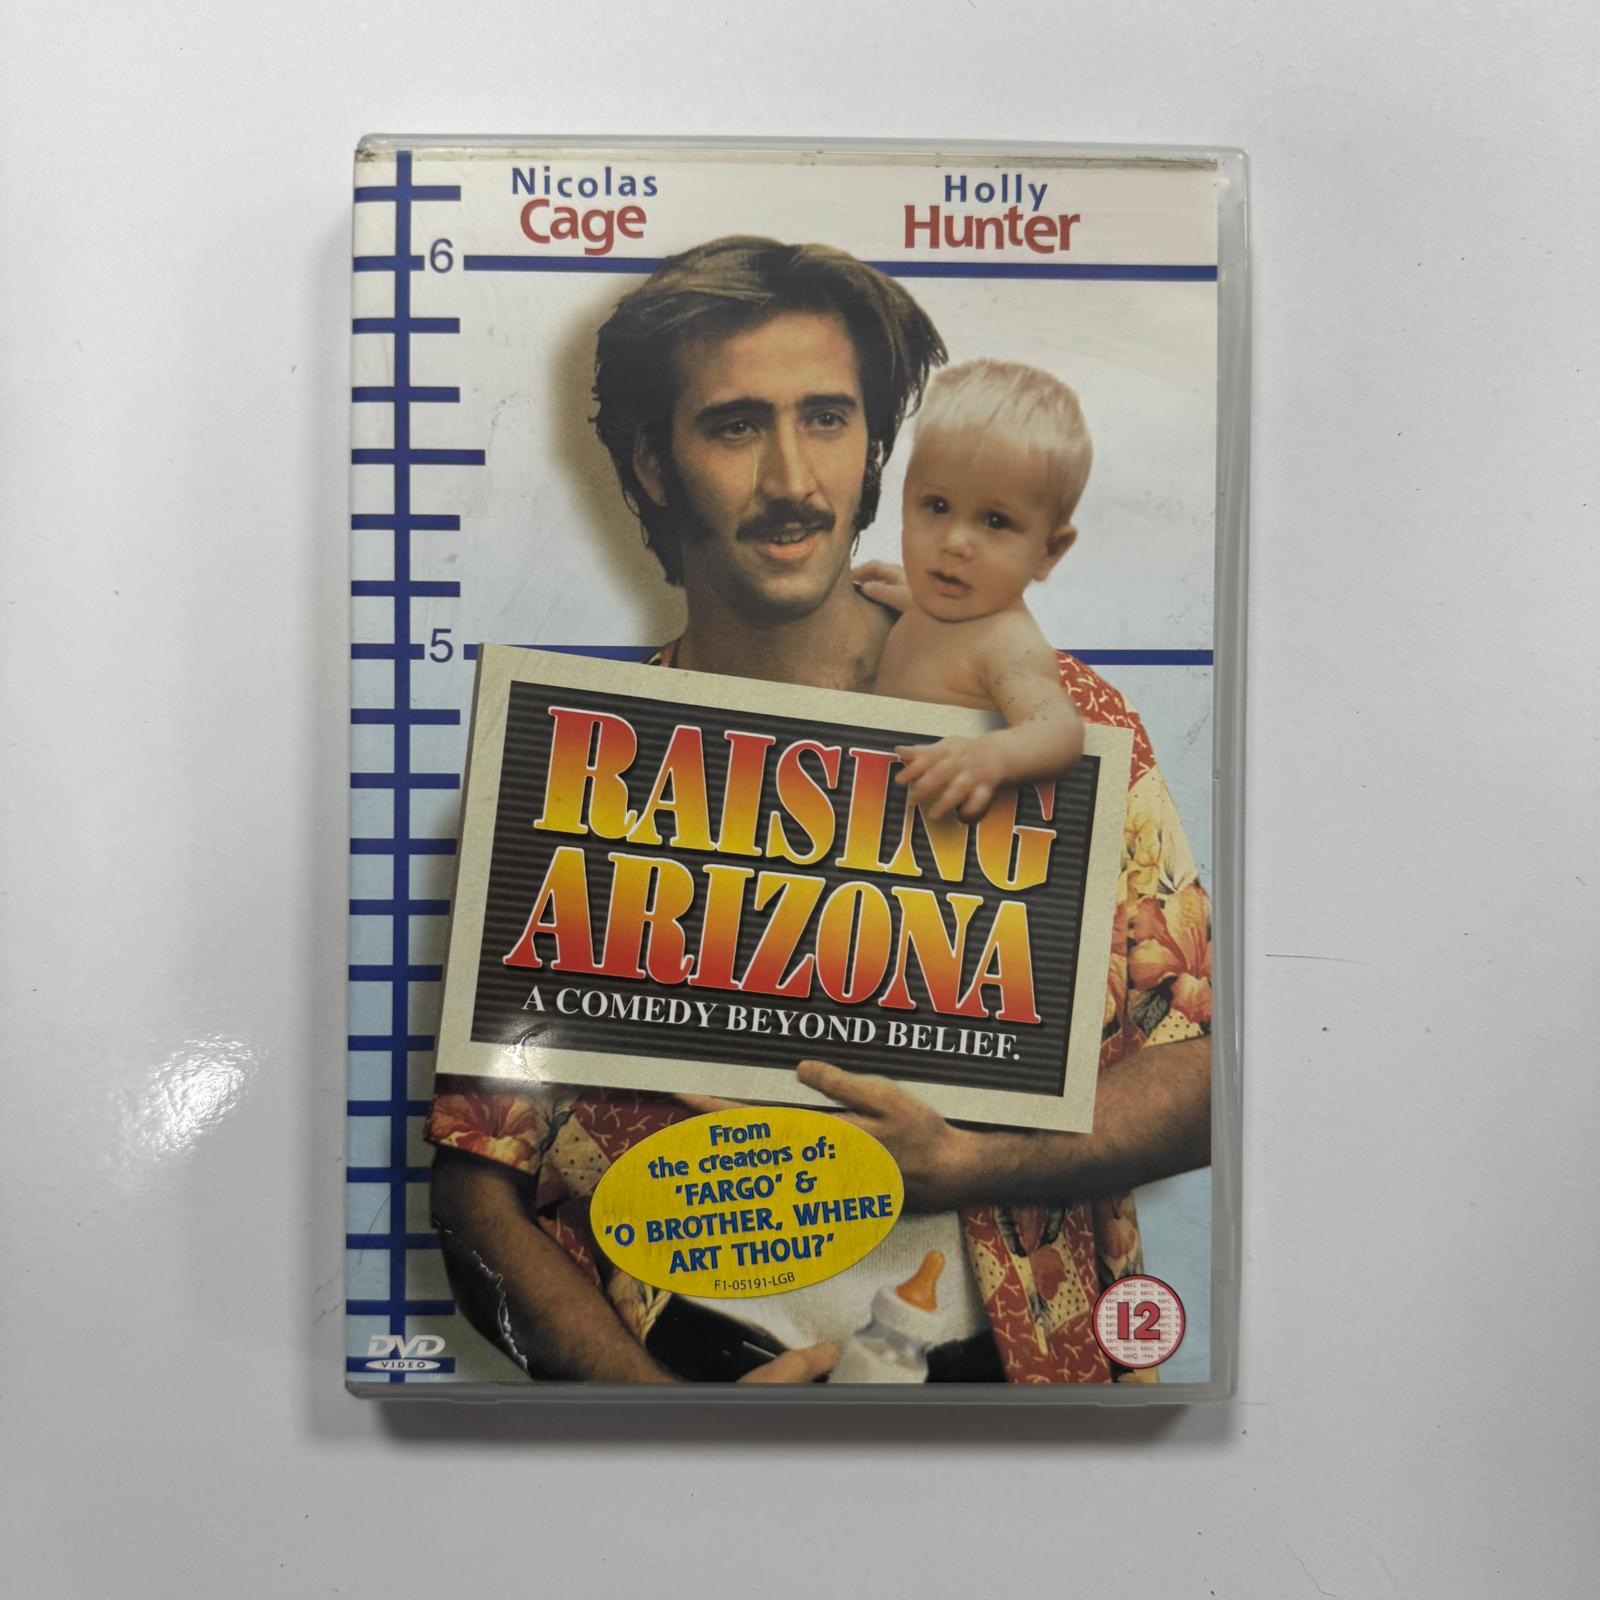 Nicolas Holly
Cage Hunter
6
5
RAISING
ARIZONA
A COMEDY BEYOND BELIEF.
From
the creators of:
'FARGO' &
'O BROTHER, WHERE
ART THOU?'
F1-05191-LGB
12
DVD
VIDEO